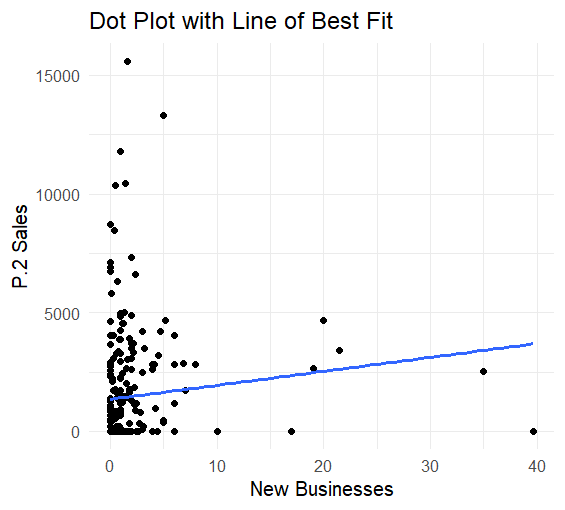 Dot Plot with Line of Best Fit
15000
10000
5000
0
P.2 Sales
0 10 20 30 40
New Businesses